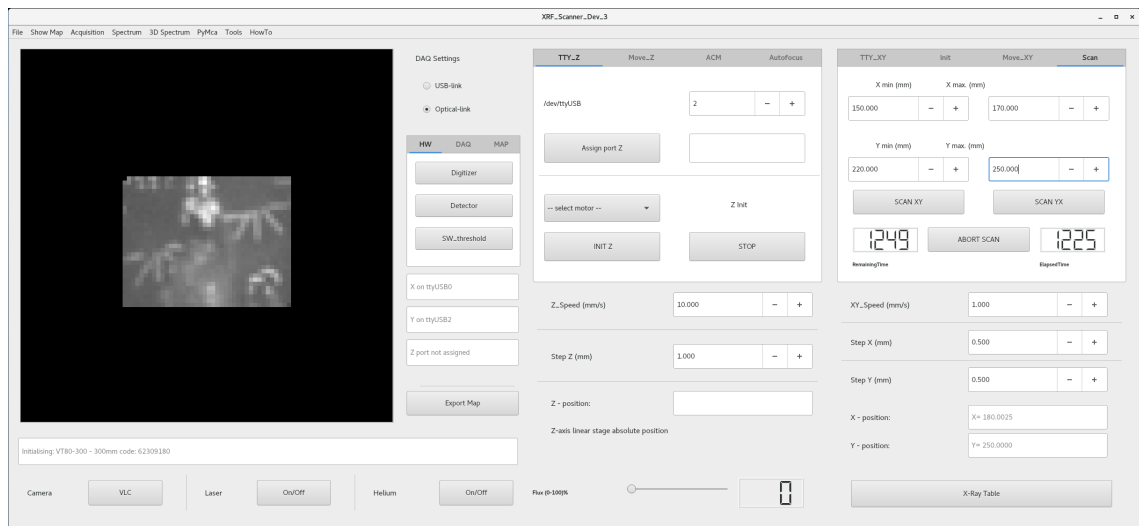 XRF_Scanner_Dev_3
File Show Map Acquisition Spectrum 3D Spectrum PyMca Tools HowTo
DAQ Settings
USB-link
Optical-link
HW DAQ MAP
Digitizer
Detector
SW_threshold
X on ttyUSB0
Y on ttyUSB2
Z port not assigned
Export Map
Initialising: VT80-300 - 300mm code: 62309180
Camera VLC Laser On/Off Helium On/Off
TTY_Z Move_Z ACM Autofocus
/dev/ttyUSB 2 - +
Assign port Z
-- select motor -- Z Init
INIT Z STOP
Z_Speed (mm/s) 10.000 - +
Step Z (mm) 1.000 - +
Z - position:
Z-axis linear stage absolute position
Flux (0-100)% 0
TTY_XY Init Move_XY Scan
X min (mm) X max. (mm)
150.000 - + 170.000 - +
Y min (mm) Y max. (mm)
220.000 - + 250.000 - +
SCAN XY SCAN YX
1249 ABORT SCAN 1225
RemainingTime ElapsedTime
XY_Speed (mm/s) 1.000 - +
Step X (mm) 0.500 - +
Step Y (mm) 0.500 - +
X - position: X= 180.0025
Y - position: Y= 250.0000
X-Ray Table